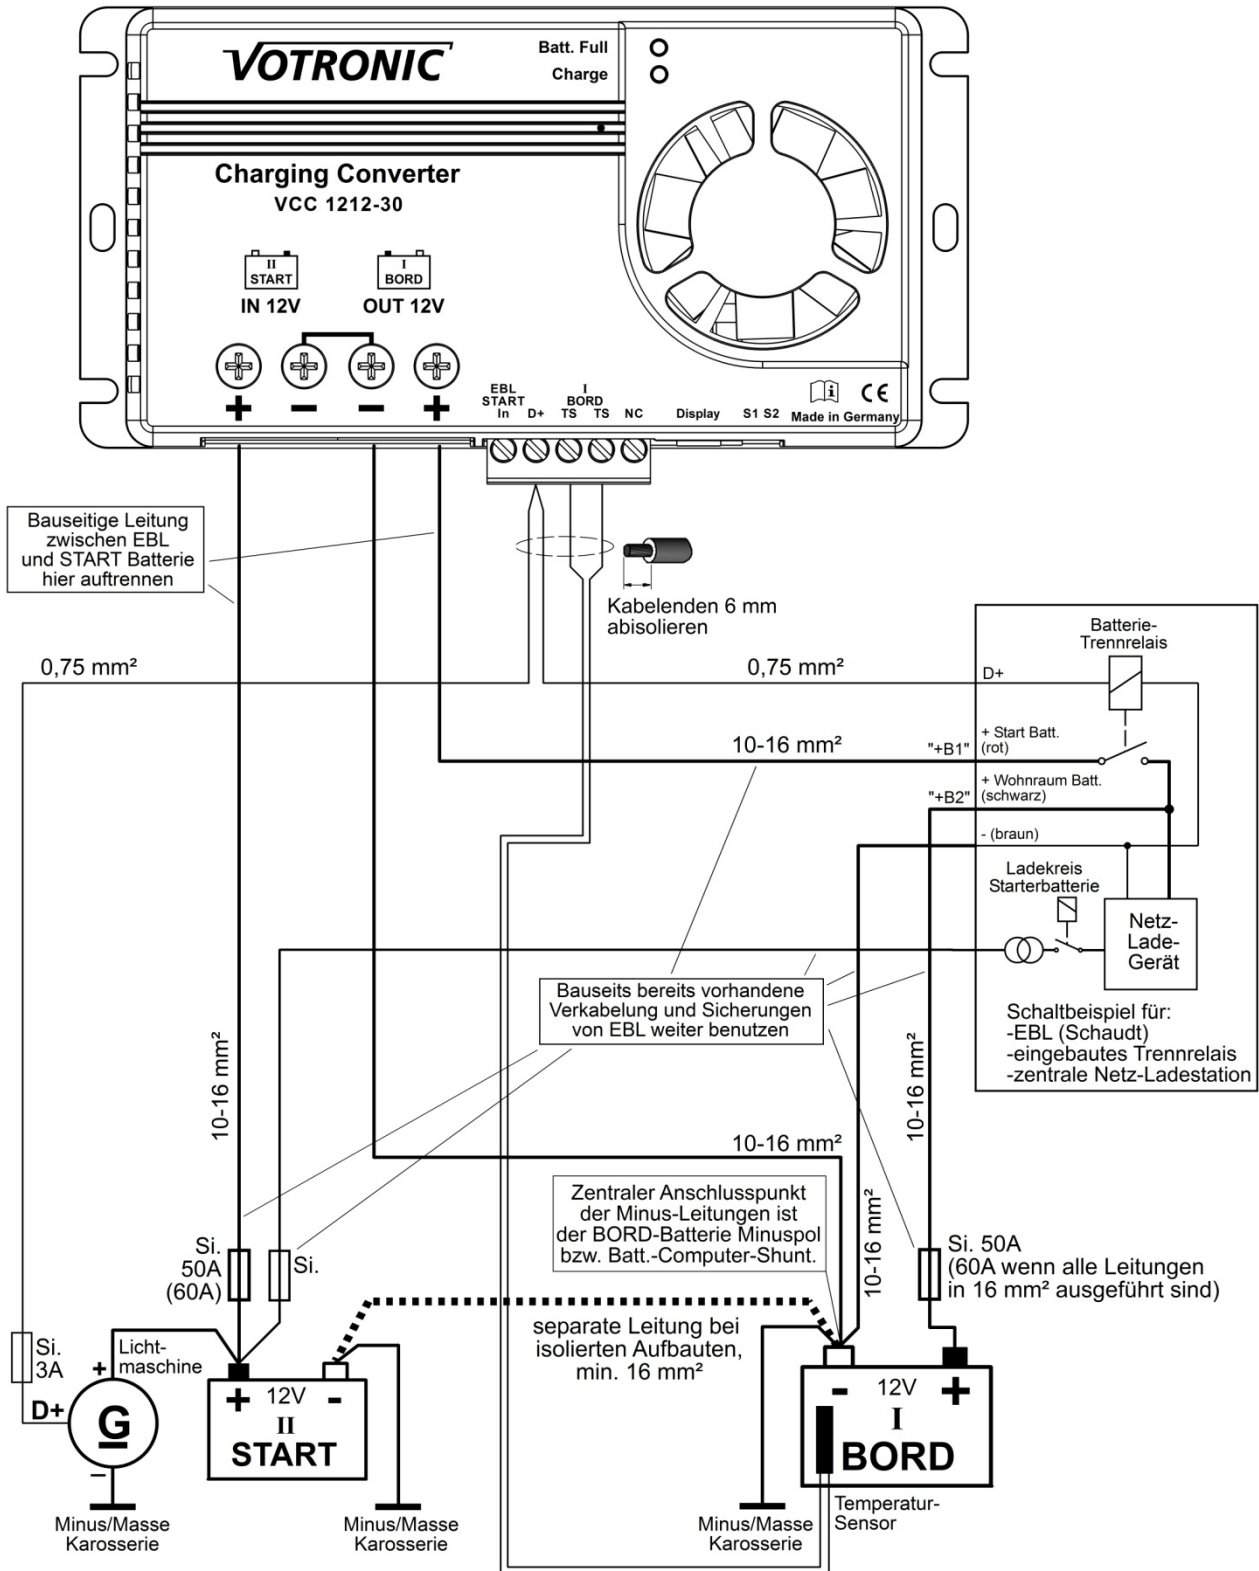 VOTRONIC
Batt. Full
Charge
Charging Converter
VCC 1212-30
II
START
IN 12V
I
BORD
OUT 12V
+ − − +
EBL
START
In
D+
I
BORD
TS TS
NC
Display
S1 S2
i CE
Made in Germany
Bauseitige Leitung
zwischen EBL
und START Batterie
hier auftrennen
Kabelenden 6 mm
abisolieren
0,75 mm²
0,75 mm²
Batterie-
Trennrelais
D+
10-16 mm²
"+B1"
+ Start Batt.
(rot)
"+B2"
+ Wohnraum Batt.
(schwarz)
- (braun)
Ladekreis
Starterbatterie
Netz-
Lade-
Gerät
Schaltbeispiel für:
-EBL (Schaudt)
-eingebautes Trennrelais
-zentrale Netz-Ladestation
Bauseits bereits vorhandene
Verkabelung und Sicherungen
von EBL weiter benutzen
10-16 mm²
10-16 mm²
10-16 mm²
10-16 mm²
Zentraler Anschlusspunkt
der Minus-Leitungen ist
der BORD-Batterie Minuspol
bzw. Batt.-Computer-Shunt.
Si.
50A
(60A)
Si.
Si. 50A
(60A wenn alle Leitungen
in 16 mm² ausgeführt sind)
separate Leitung bei
isolierten Aufbauten,
min. 16 mm²
Si.
3A
+
Licht-
maschine
D+
G
−
+ 12V -
II
START
- 12V +
I
BORD
Temperatur-
Sensor
Minus/Masse
Karosserie
Minus/Masse
Karosserie
Minus/Masse
Karosserie